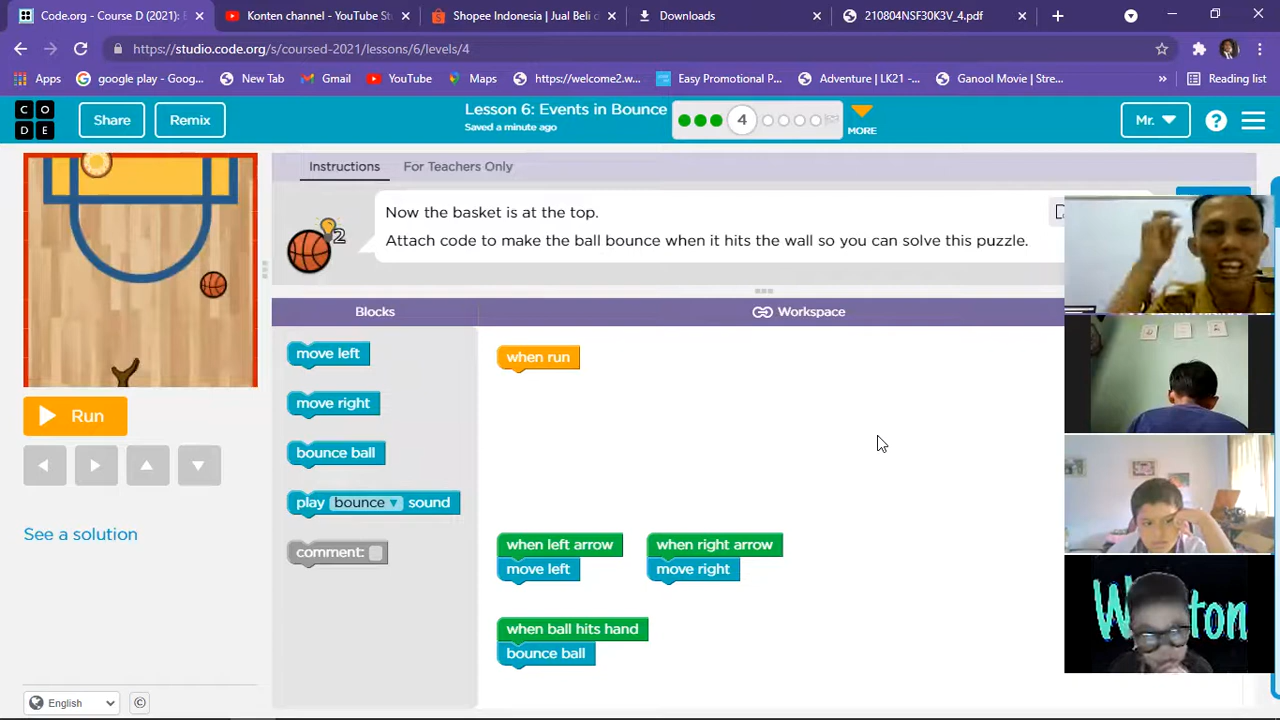 Code.org - Course D (2021): E
Konten channel - YouTube St
Shopee Indonesia | Jual Beli d
Downloads
210804NSF30K3V_4.pdf
https://studio.code.org/s/coursed-2021/lessons/6/levels/4
Apps
google play - Goog...
New Tab
Gmail
YouTube
Maps
https://welcome2.w...
Easy Promotional P...
Adventure | LK21 -...
Ganool Movie | Stre...
»
Reading list
C O
D E
Share
Remix
Lesson 6: Events in Bounce
Saved a minute ago
4
MORE
Mr.
?
Instructions
For Teachers Only
2
Now the basket is at the top.
Attach code to make the ball bounce when it hits the wall so you can solve this puzzle.
Blocks
Workspace
move left
move right
bounce ball
play bounce sound
comment:
when run
when left arrow
move left
when right arrow
move right
when ball hits hand
bounce ball
Run
See a solution
English
©